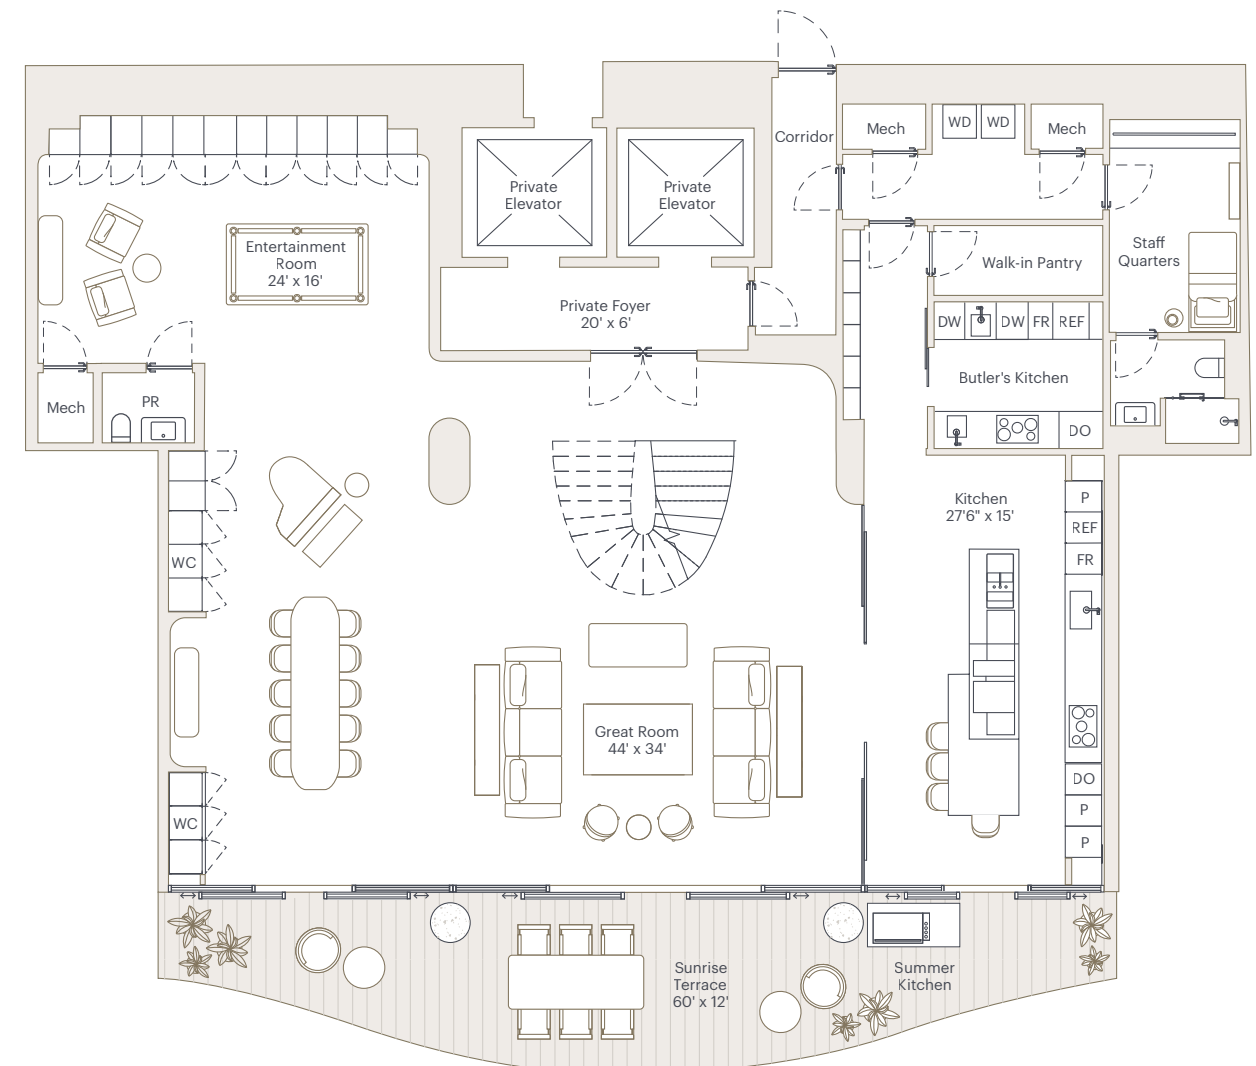 Corridor
Mech
WD
WD
Mech
Private
Elevator
Private
Elevator
Entertainment
Room
24' x 16'
Staff
Quarters
Walk-in Pantry
Private Foyer
20' x 6'
DW
DW
FR
REF
Butler's Kitchen
Mech
PR
DO
Kitchen
27'6" x 15'
P
REF
FR
WC
Great Room
44' x 34'
DO
P
P
WC
Sunrise
Terrace
60' x 12'
Summer
Kitchen